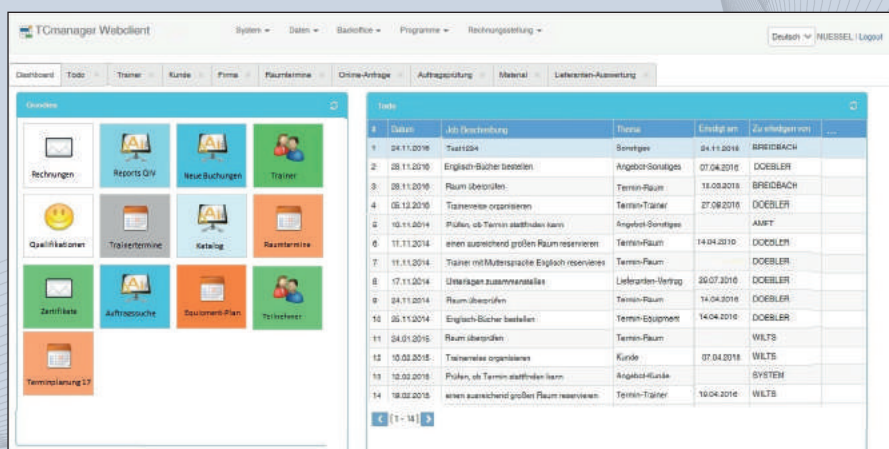 TCmanager Webclient System Daten Backoffice Programme Rechnungsstellung Deutsch NUESSEL | Logout
Dashboard Todo Trainer Kunde Firma Raumtermine Online-Anfrage Auftragsprüfung Material Lieferanten-Auswertung
Todo
# Datum Job Beschreibung Thema Erledigt am Zu erledigen von ...
1 24.11.2016 Test1234 Sonstiges 24.11.2016 BREIDBACH
2 28.11.2016 Englisch-Bücher bestellen Angebot-Sonstiges 07.04.2016 DOEBLER
3 28.11.2016 Raum überprüfen Termin-Raum BREIDBACH
4 05.12.2016 Trainerreise organisieren Termin-Trainer 27.09.2016 DOEBLER
5 10.11.2014 Prüfen, ob Termin stattfinden kann Angebot-Sonstiges
6 11.11.2014 einen ausreichend großen Raum reservieren Termin-Raum 14.04.2016 DOEBLER
7 11.11.2014 Trainer mit Muttersprache Englisch reservieren Termin-Raum DOEBLER
8 17.11.2014 Unterlagen zusammenstellen Lieferanten-Vertrag 29.07.2016 DOEBLER
9 24.11.2014 Raum überprüfen Termin-Raum 14.04.2016 DOEBLER
10 25.11.2014 Englisch-Bücher bestellen Termin-Equipment 14.04.2016 DOEBLER
11 24.01.2015 Raum überprüfen Termin-Raum WILTS
12 10.02.2015 Trainerreise organisieren Kunde 07.04.2016 WILTS
13 12.02.2015 Prüfen, ob Termin stattfinden kann Angebot-Kunde SYSTEM
14 19.02.2015 einen ausreichend großen Raum reservieren Termin-Trainer 19.04.2016 WILTS
[1 - 14]
Rechnungen Reports QIV Neue Buchungen Trainer
Qualifikationen Trainertermine Katalog Raumtermine
Zertifikate Auftragssuche Equipment-Plan Teilnehmer
Terminplanung 17